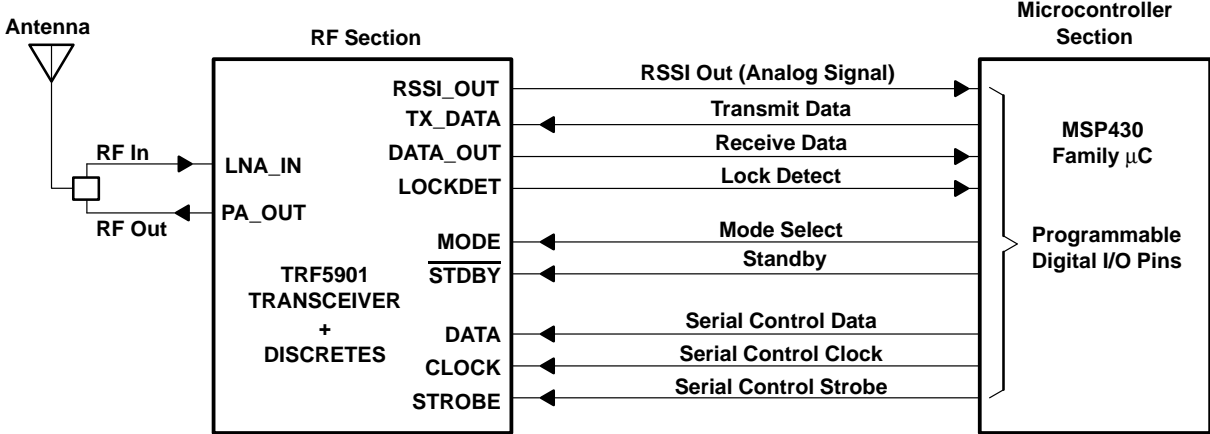 Antenna
RF Section
Microcontroller
Section
RSSI_OUT
RSSI Out (Analog Signal)
TX_DATA
Transmit Data
DATA_OUT
Receive Data
LOCKDET
Lock Detect
RF In
LNA_IN
PA_OUT
RF Out
MODE
Mode Select
STDBY
Standby
TRF5901
TRANSCEIVER
+
DISCRETES
DATA
Serial Control Data
CLOCK
Serial Control Clock
STROBE
Serial Control Strobe
MSP430
Family μC
Programmable
Digital I/O Pins